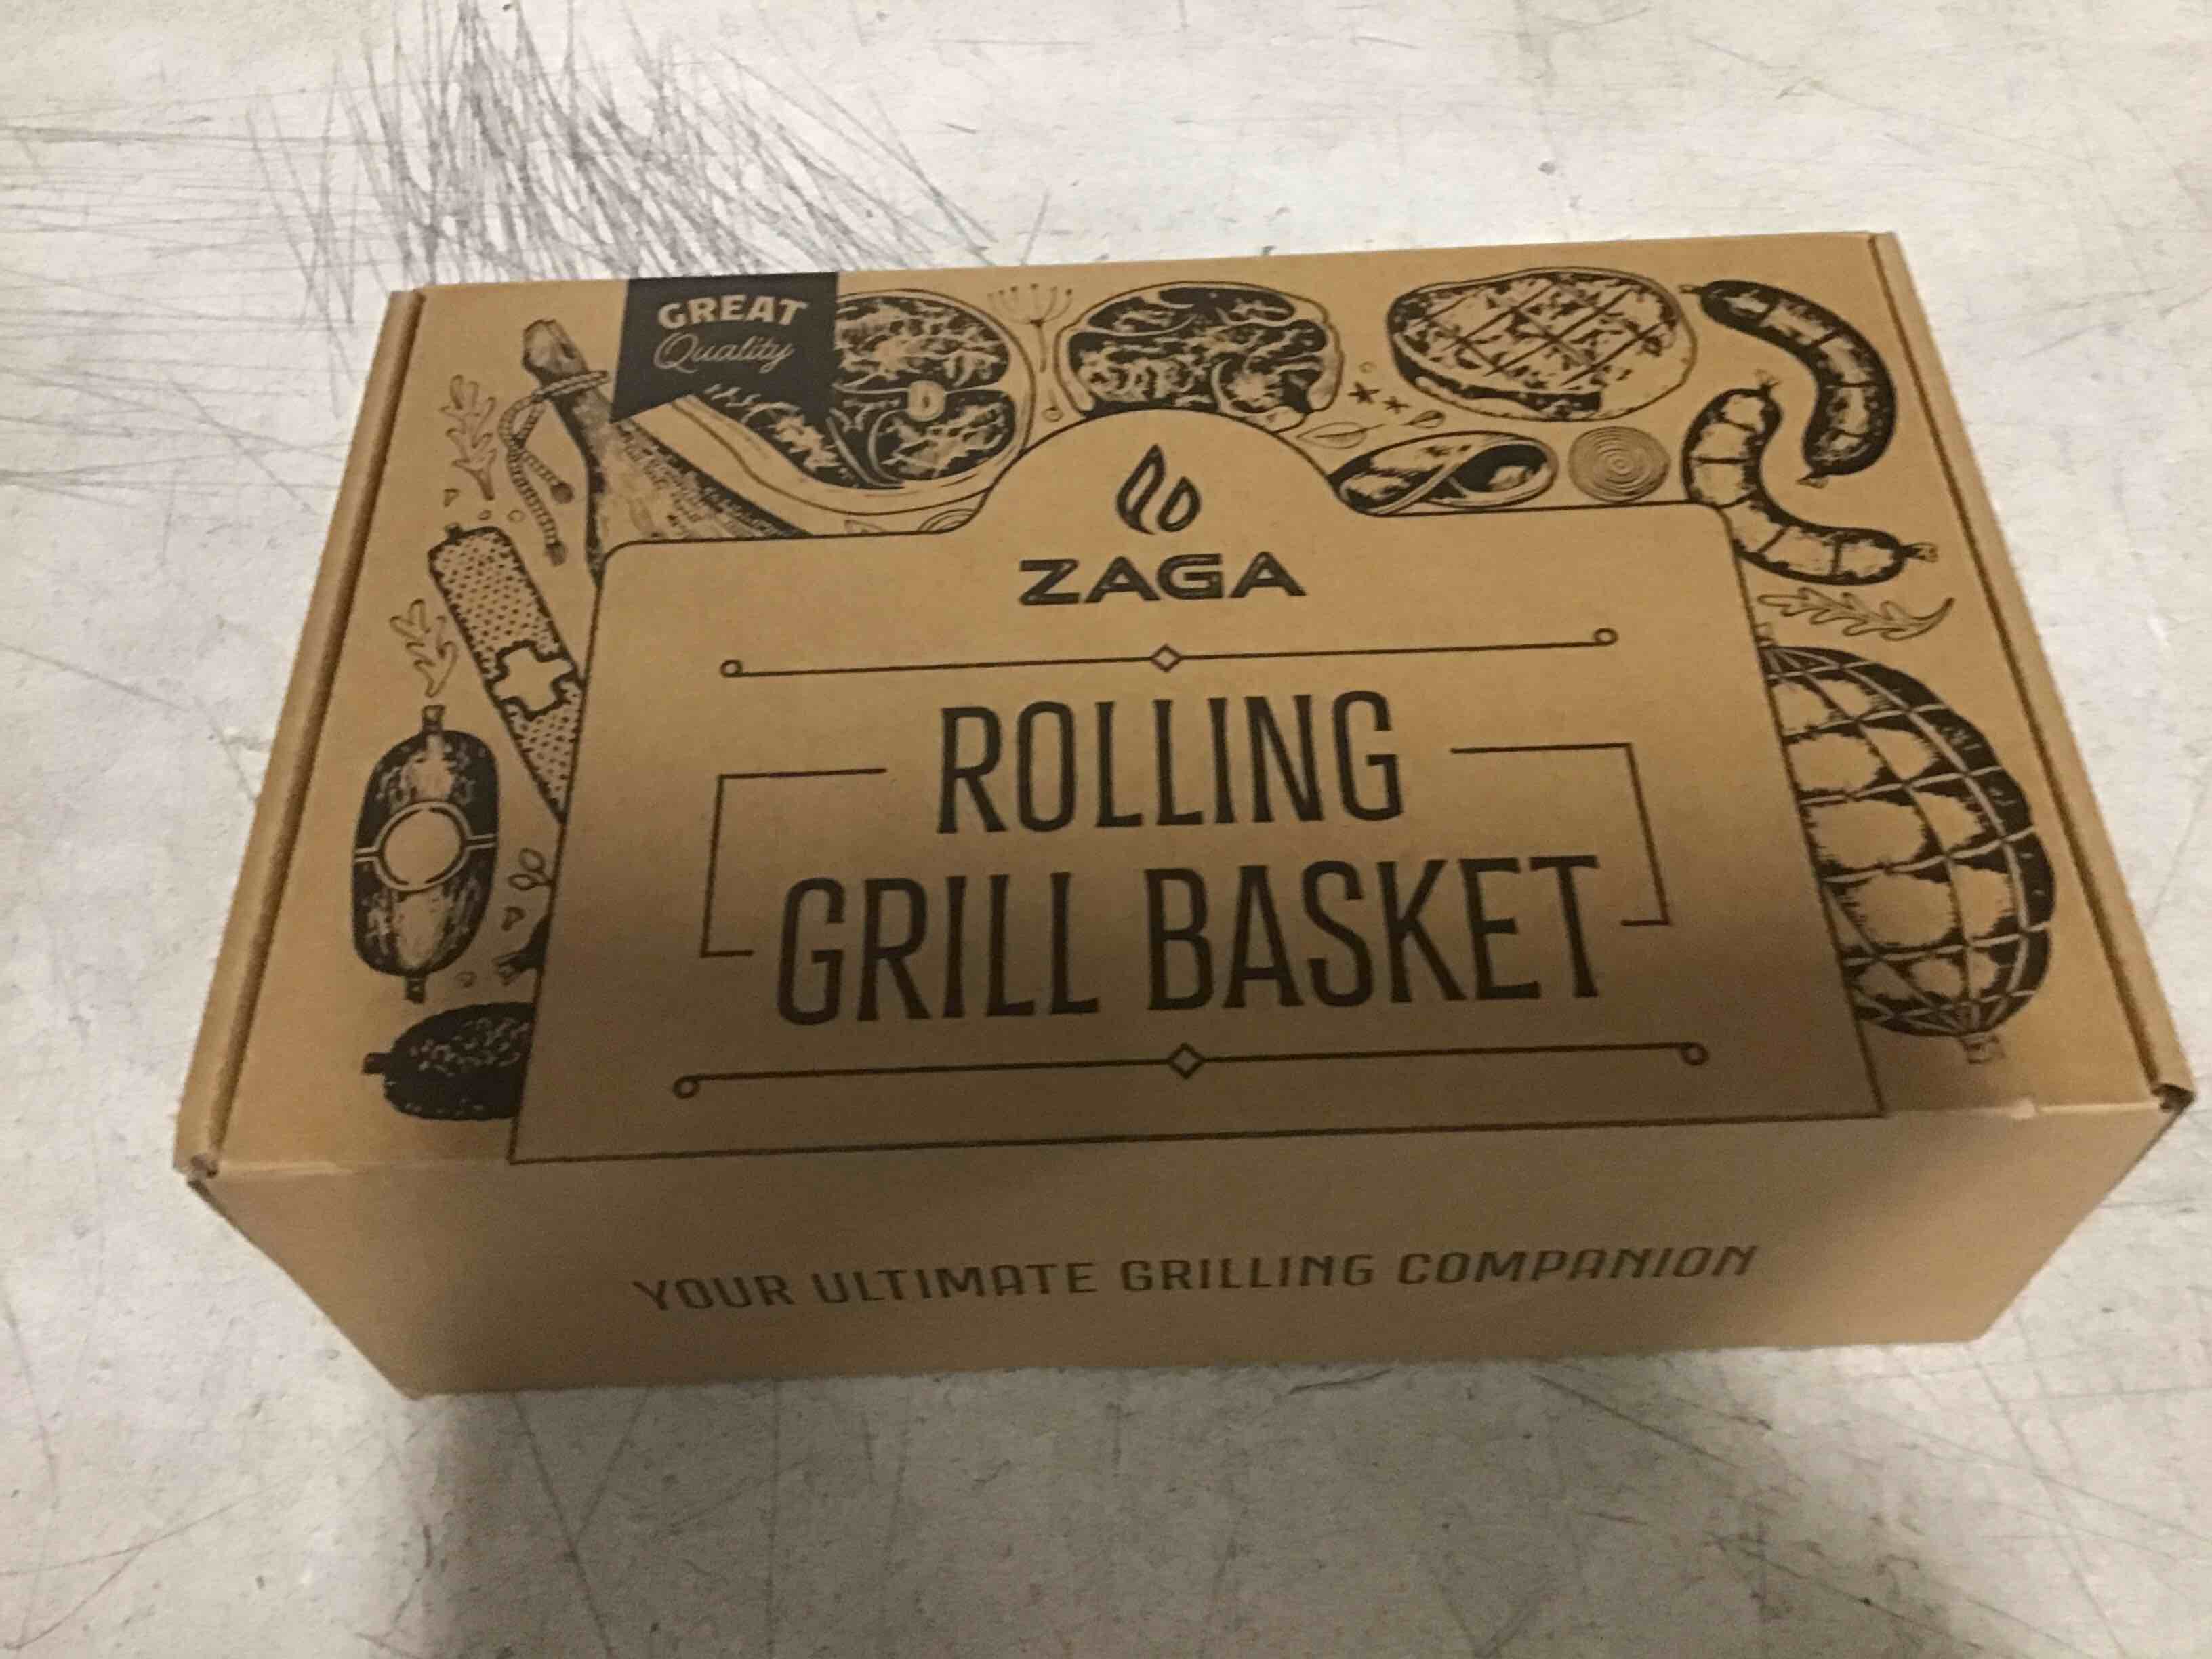 GREAT
Quality
ZAGA
ROLLING
GRILL BASKET
YOUR ULTIMATE GRILLING COMPANION